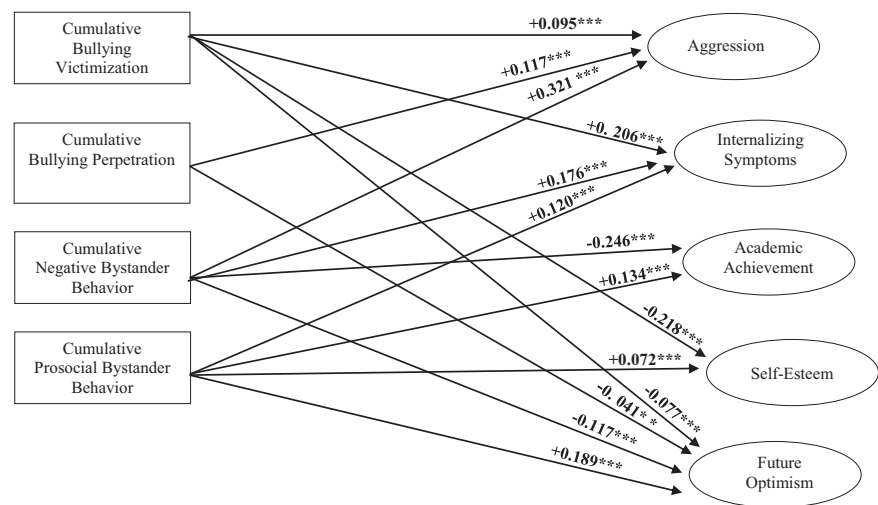 Cumulative
Bullying
Victimization
Cumulative
Bullying Perpetration
Cumulative
Negative Bystander
Behavior
Cumulative
Prosocial Bystander
Behavior
+0.095***
+0.117***
+0.321 ***
+0. 206***
+0.176***
+0.120***
-0.246***
+0.134***
-0.218***
+0.072***
-0.077***
-0. 041* *
-0.117***
+0.189***
Aggression
Internalizing
Symptoms
Academic
Achievement
Self-Esteem
Future
Optimism